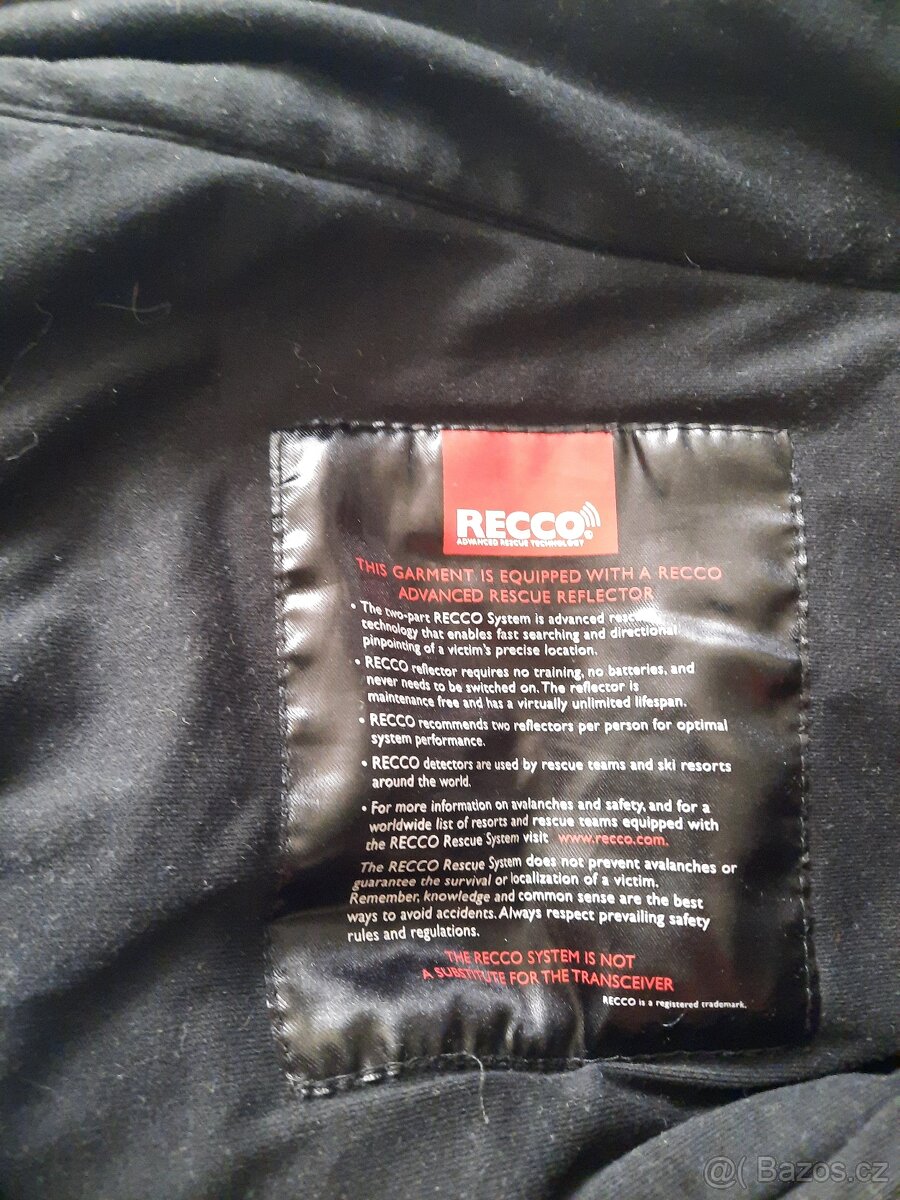 RECCO®
ADVANCED RESCUE TECHNOLOGY
THIS GARMENT IS EQUIPPED WITH A RECCO
ADVANCED RESCUE REFLECTOR
• The two-part RECCO System is advanced
technology that enables fast searching and directional
pinpointing of a victim's precise location.
• RECCO reflector requires no training, no batteries, and
never needs to be switched on. The reflector is
maintenance free and has a virtually unlimited lifespan.
• RECCO recommends two reflectors per person for optimal
system performance.
• RECCO detectors are used by rescue teams and ski resorts
around the world.
• For more information on avalanches and safety, and for a
worldwide list of resorts and rescue teams equipped with
the RECCO Rescue System visit www.recco.com.
The RECCO Rescue System does not prevent avalanches or
guarantee the survival or localization of a victim.
Remember, knowledge and common sense are the best
ways to avoid accidents. Always respect prevailing safety
rules and regulations.
THE RECCO SYSTEM IS NOT
A SUBSTITUTE FOR THE TRANSCEIVER
RECCO is a registered trademark.
@( Bazos.cz